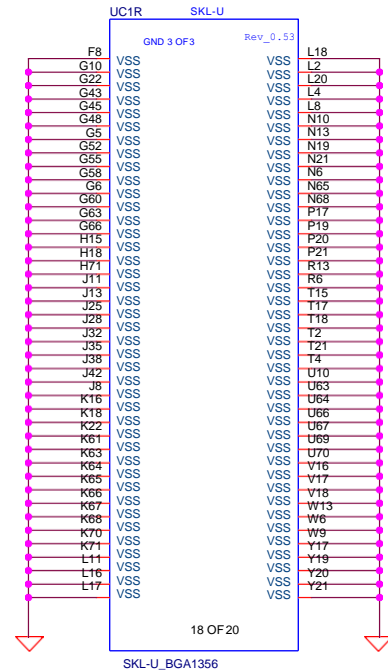 UC1R SKL-U
GND 3 OF3 Rev_0.53
F8 VSS VSS L18
G10 VSS VSS L2
G22 VSS VSS L20
G43 VSS VSS L4
G45 VSS VSS L8
G48 VSS VSS N10
G5 VSS VSS N13
G52 VSS VSS N19
G55 VSS VSS N21
G58 VSS VSS N6
G6 VSS VSS N65
G60 VSS VSS N68
G63 VSS VSS P17
G66 VSS VSS P19
H15 VSS VSS P20
H18 VSS VSS P21
H71 VSS VSS R13
J11 VSS VSS R6
J13 VSS VSS T15
J25 VSS VSS T17
J28 VSS VSS T18
J32 VSS VSS T2
J35 VSS VSS T21
J38 VSS VSS T4
J42 VSS VSS U10
J8 VSS VSS U63
K16 VSS VSS U64
K18 VSS VSS U66
K22 VSS VSS U67
K61 VSS VSS U69
K63 VSS VSS U70
K64 VSS VSS V16
K65 VSS VSS V17
K66 VSS VSS V18
K67 VSS VSS W13
K68 VSS VSS W6
K70 VSS VSS W9
K71 VSS VSS Y17
L11 VSS VSS Y19
L16 VSS VSS Y20
L17 VSS VSS Y21
18 OF20
SKL-U_BGA1356